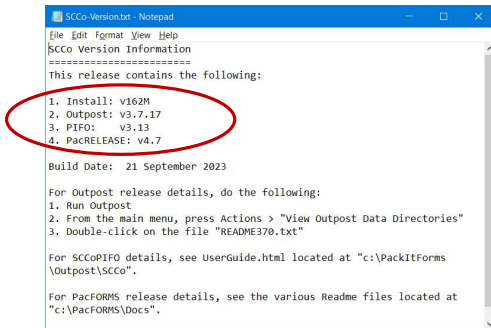 SCCo-Version.txt - Notepad
File Edit Format View Help
SCCo Version Information
========================
This release contains the following:
1. Install: v162M
2. Outpost: v3.7.17
3. PIFO:    v3.13
4. PacRELEASE: v4.7
Build Date:  21 September 2023
For Outpost release details, do the following:
1. Run Outpost
2. From the main menu, press Actions > "View Outpost Data Directories"
3. Double-click on the file "README370.txt"
For SCCoPIFO details, see UserGuide.html located at "c:\PackItForms
\Outpost\SCCo".
For PacFORMS release details, see the various Readme files located at
"c:\PacFORMS\Docs".